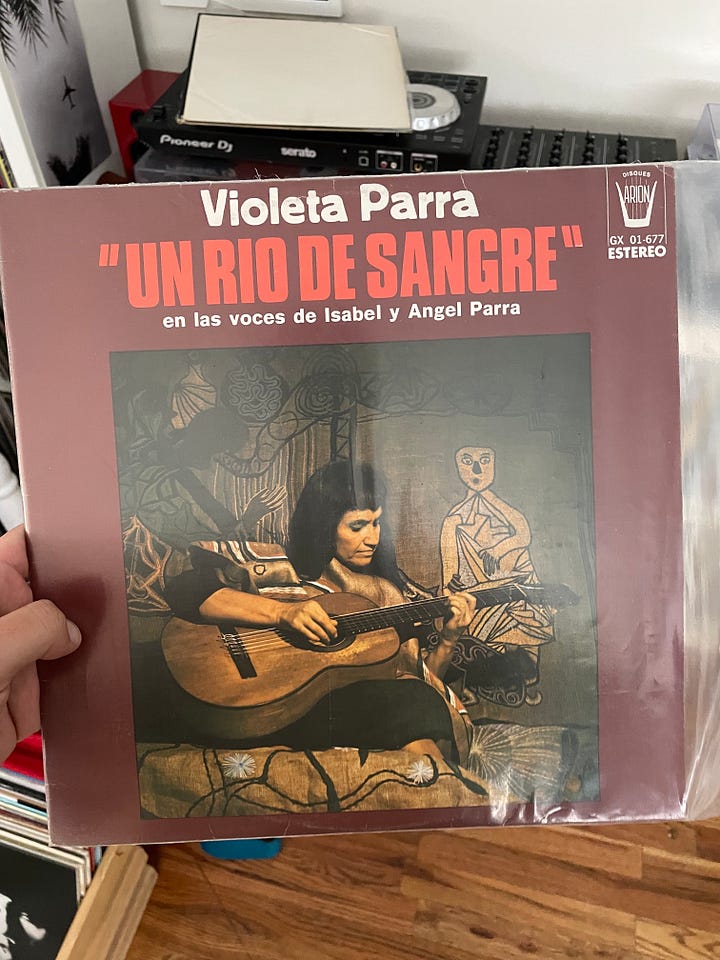 Pioneer DJ
serato
Violeta Parra
"UN RIO DE SANGRE"
en las voces de Isabel y Angel Parra
DISQUES
ARION
GX 01-677
ESTEREO